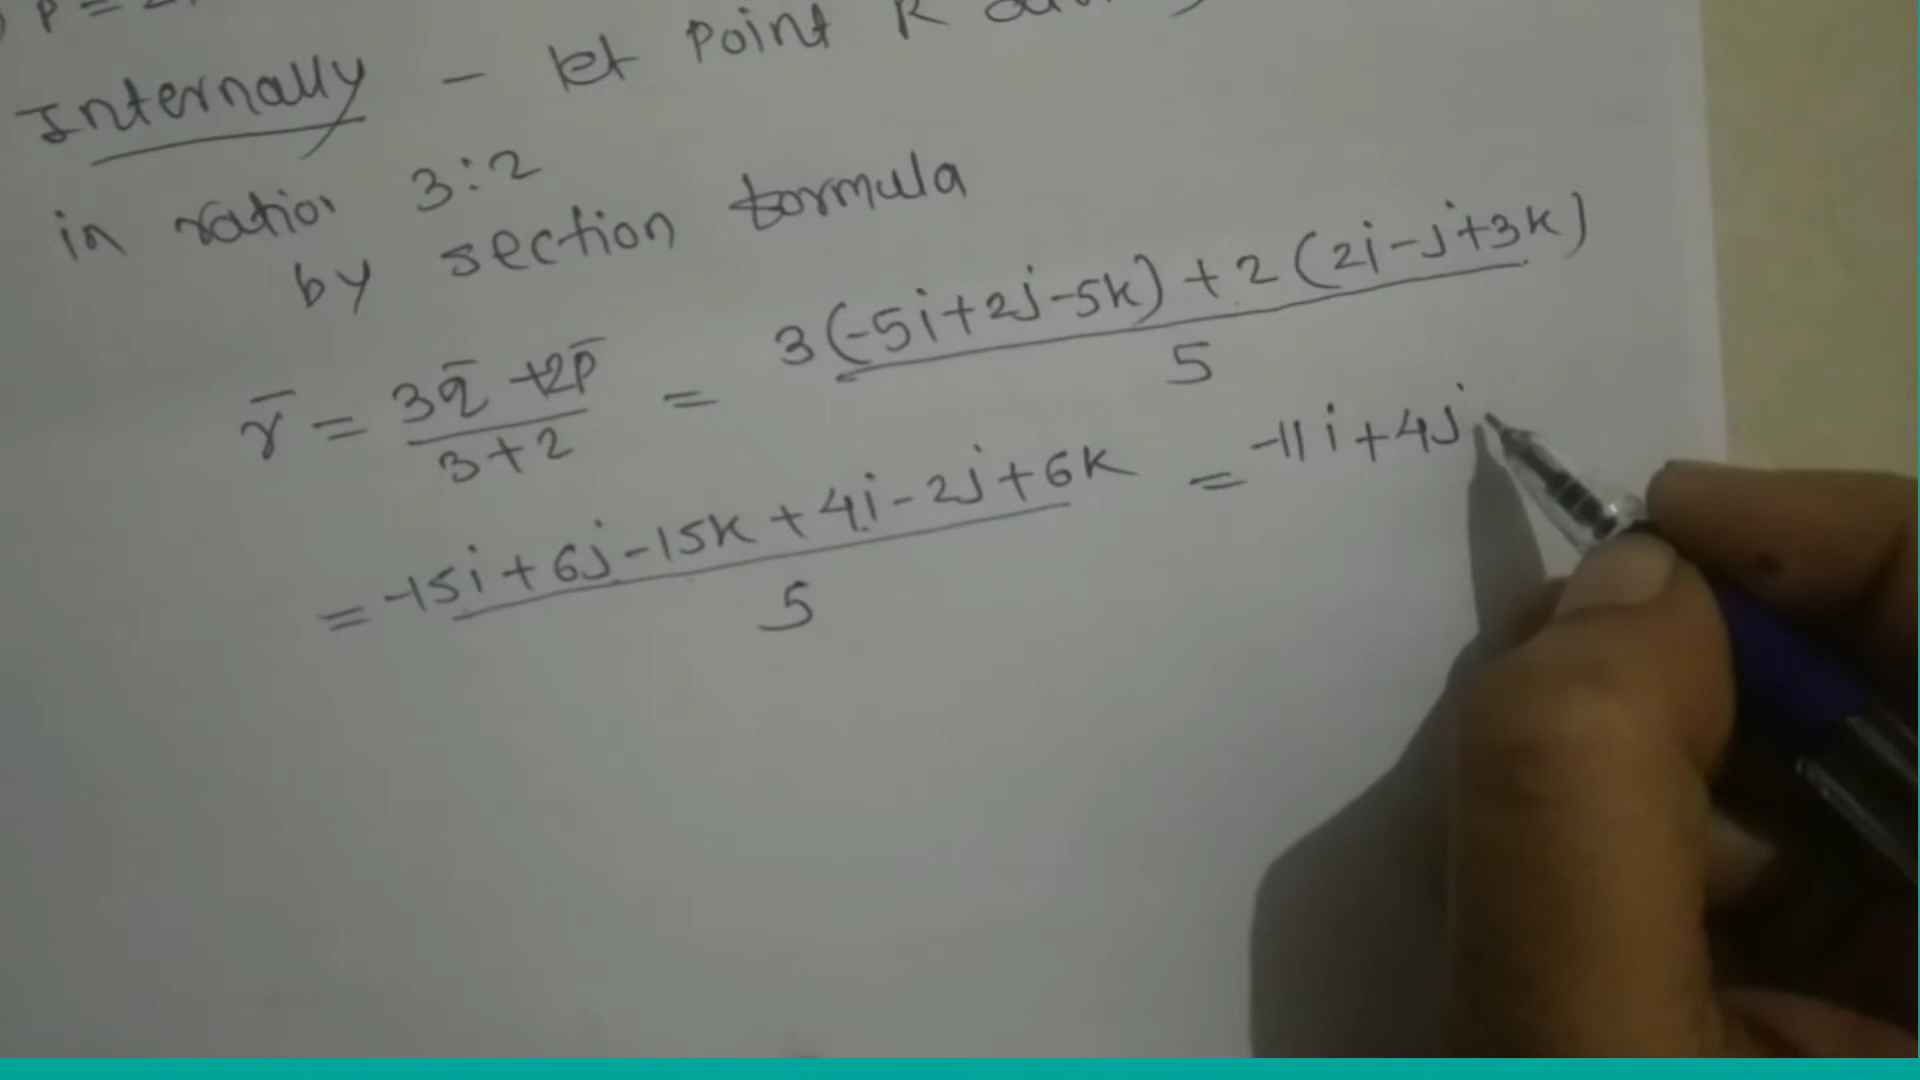 P =
Internally - let Point R
in ratio 3:2
by section formula
r̄ = 3q̄ +2p̄ / 3+2 = 3(-5i+2j-5k) + 2(2i-j+3k) / 5
= -15i+6j-15k+4i-2j+6k / 5 = -11i+4j